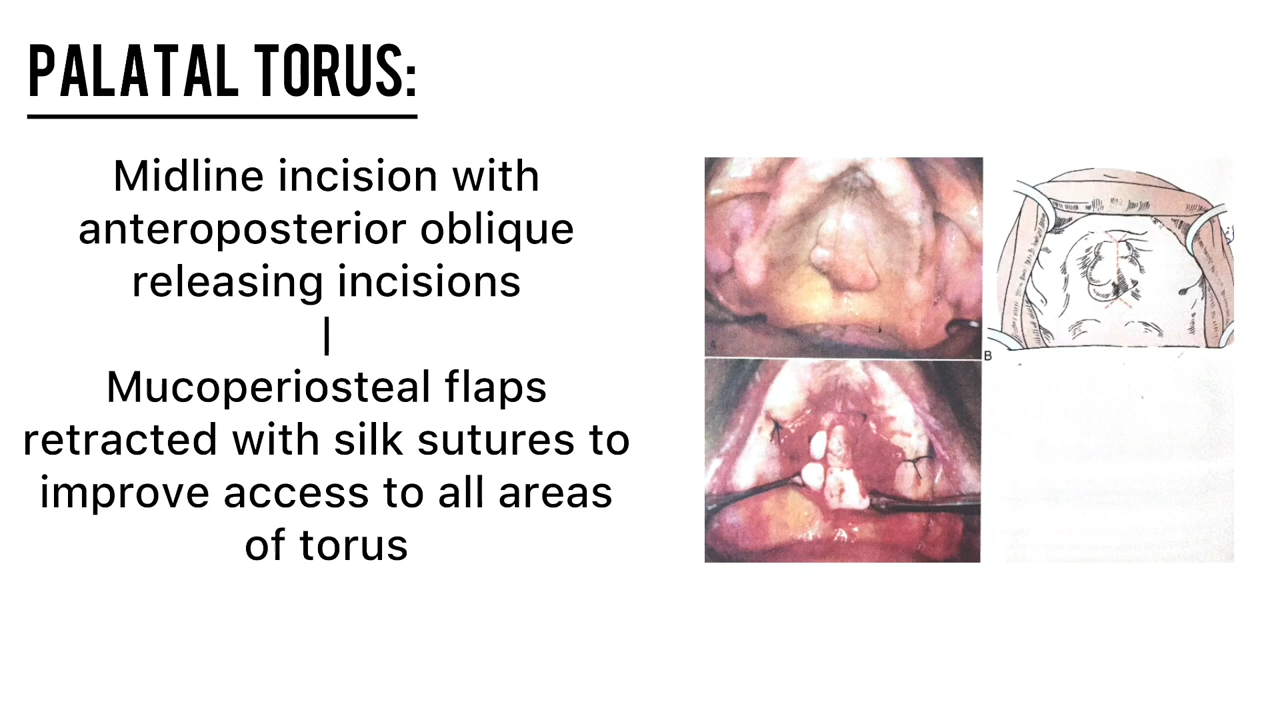 PALATAL TORUS:
Midline incision with
anteroposterior oblique
releasing incisions
|
Mucoperiosteal flaps
retracted with silk sutures to
improve access to all areas
of torus
B